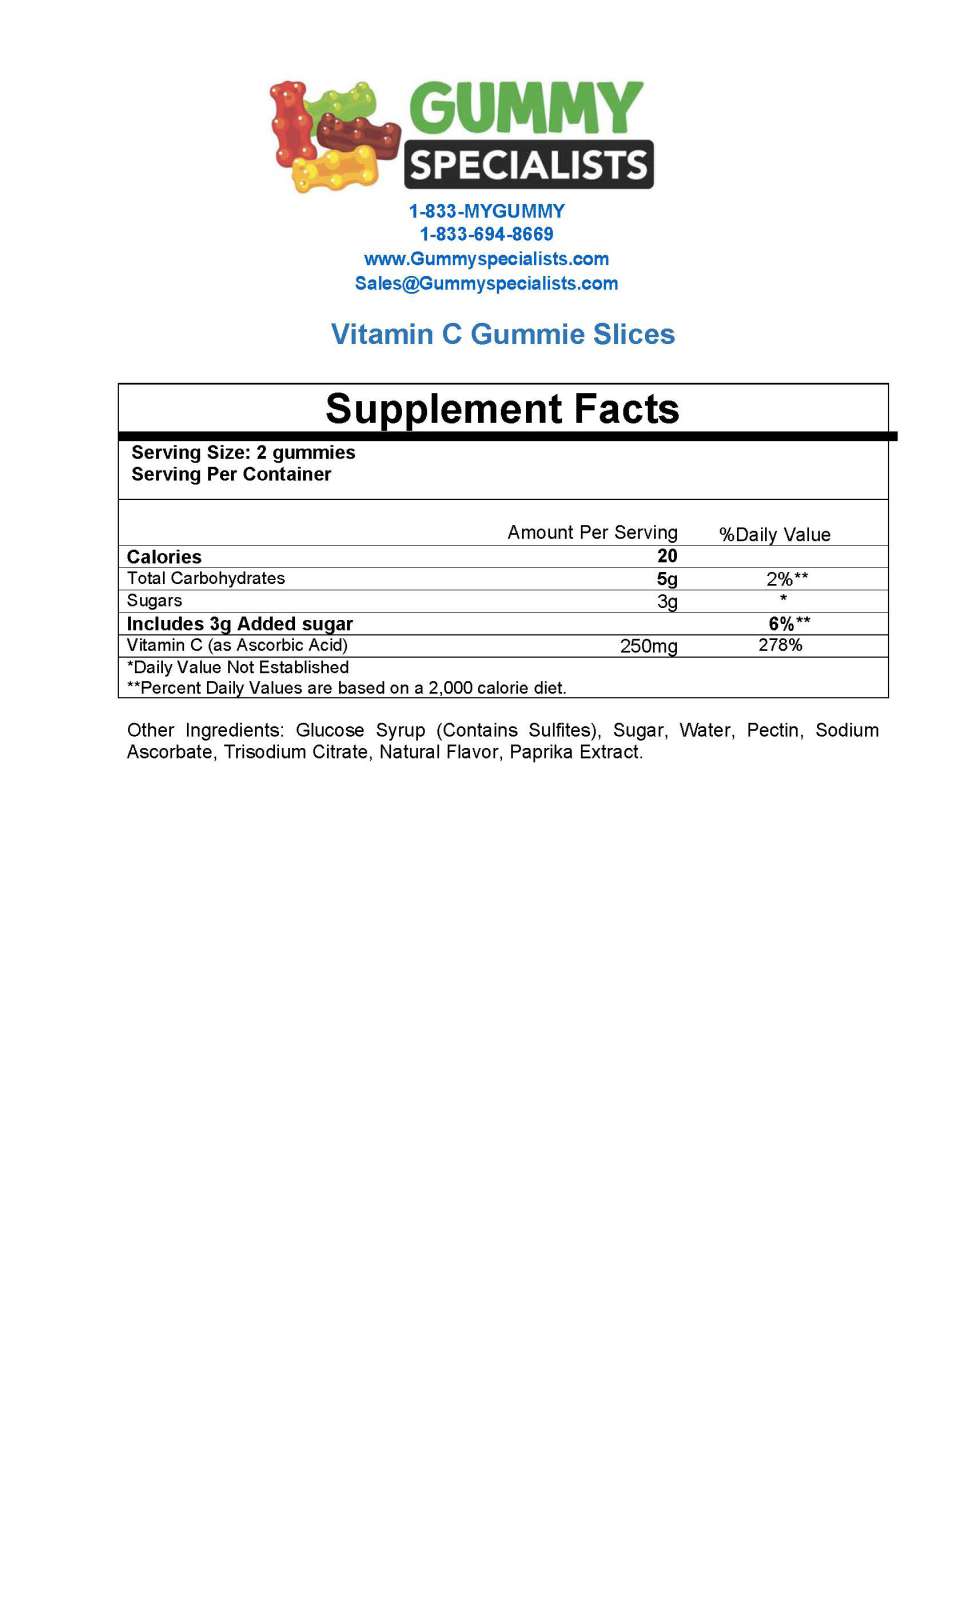 GUMMY
SPECIALISTS
1-833-MYGUMMY
1-833-694-8669
www.Gummyspecialists.com
Sales@Gummyspecialists.com
Vitamin C Gummie Slices
Supplement Facts
Serving Size: 2 gummies
Serving Per Container
Amount Per Serving %Daily Value
Calories 20
Total Carbohydrates 5g 2%**
Sugars 3g *
Includes 3g Added sugar 6%**
Vitamin C (as Ascorbic Acid) 250mg 278%
*Daily Value Not Established
**Percent Daily Values are based on a 2,000 calorie diet.
Other Ingredients: Glucose Syrup (Contains Sulfites), Sugar, Water, Pectin, Sodium
Ascorbate, Trisodium Citrate, Natural Flavor, Paprika Extract.